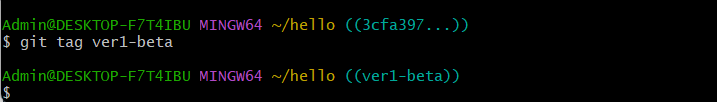 Admin@DESKTOP-F7T4IBU MINGW64 ~/hello ((3cfa397...))
$ git tag ver1-beta
Admin@DESKTOP-F7T4IBU MINGW64 ~/hello ((ver1-beta))
$